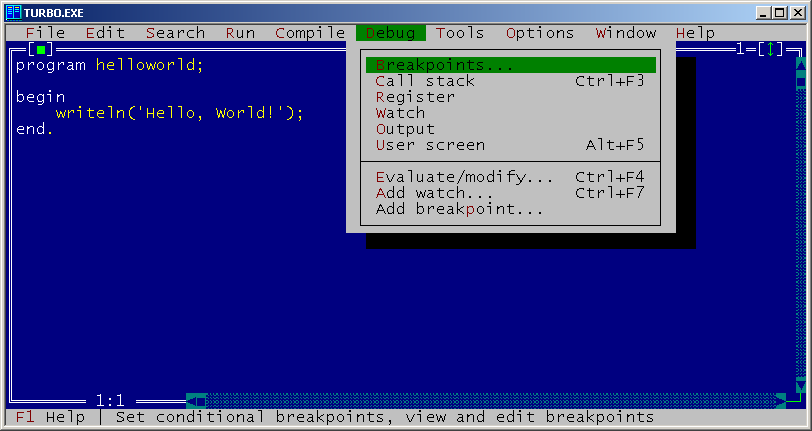 TURBO.EXE
File Edit Search Run Compile Debug Tools Options Window Help
[■] 1=[↕]
program helloworld;
begin
writeln('Hello, World!');
end.
Breakpoints...
Call stack Ctrl+F3
Register
Watch
Output
User screen Alt+F5
Evaluate/modify... Ctrl+F4
Add watch... Ctrl+F7
Add breakpoint...
1:1
F1 Help | Set conditional breakpoints, view and edit breakpoints